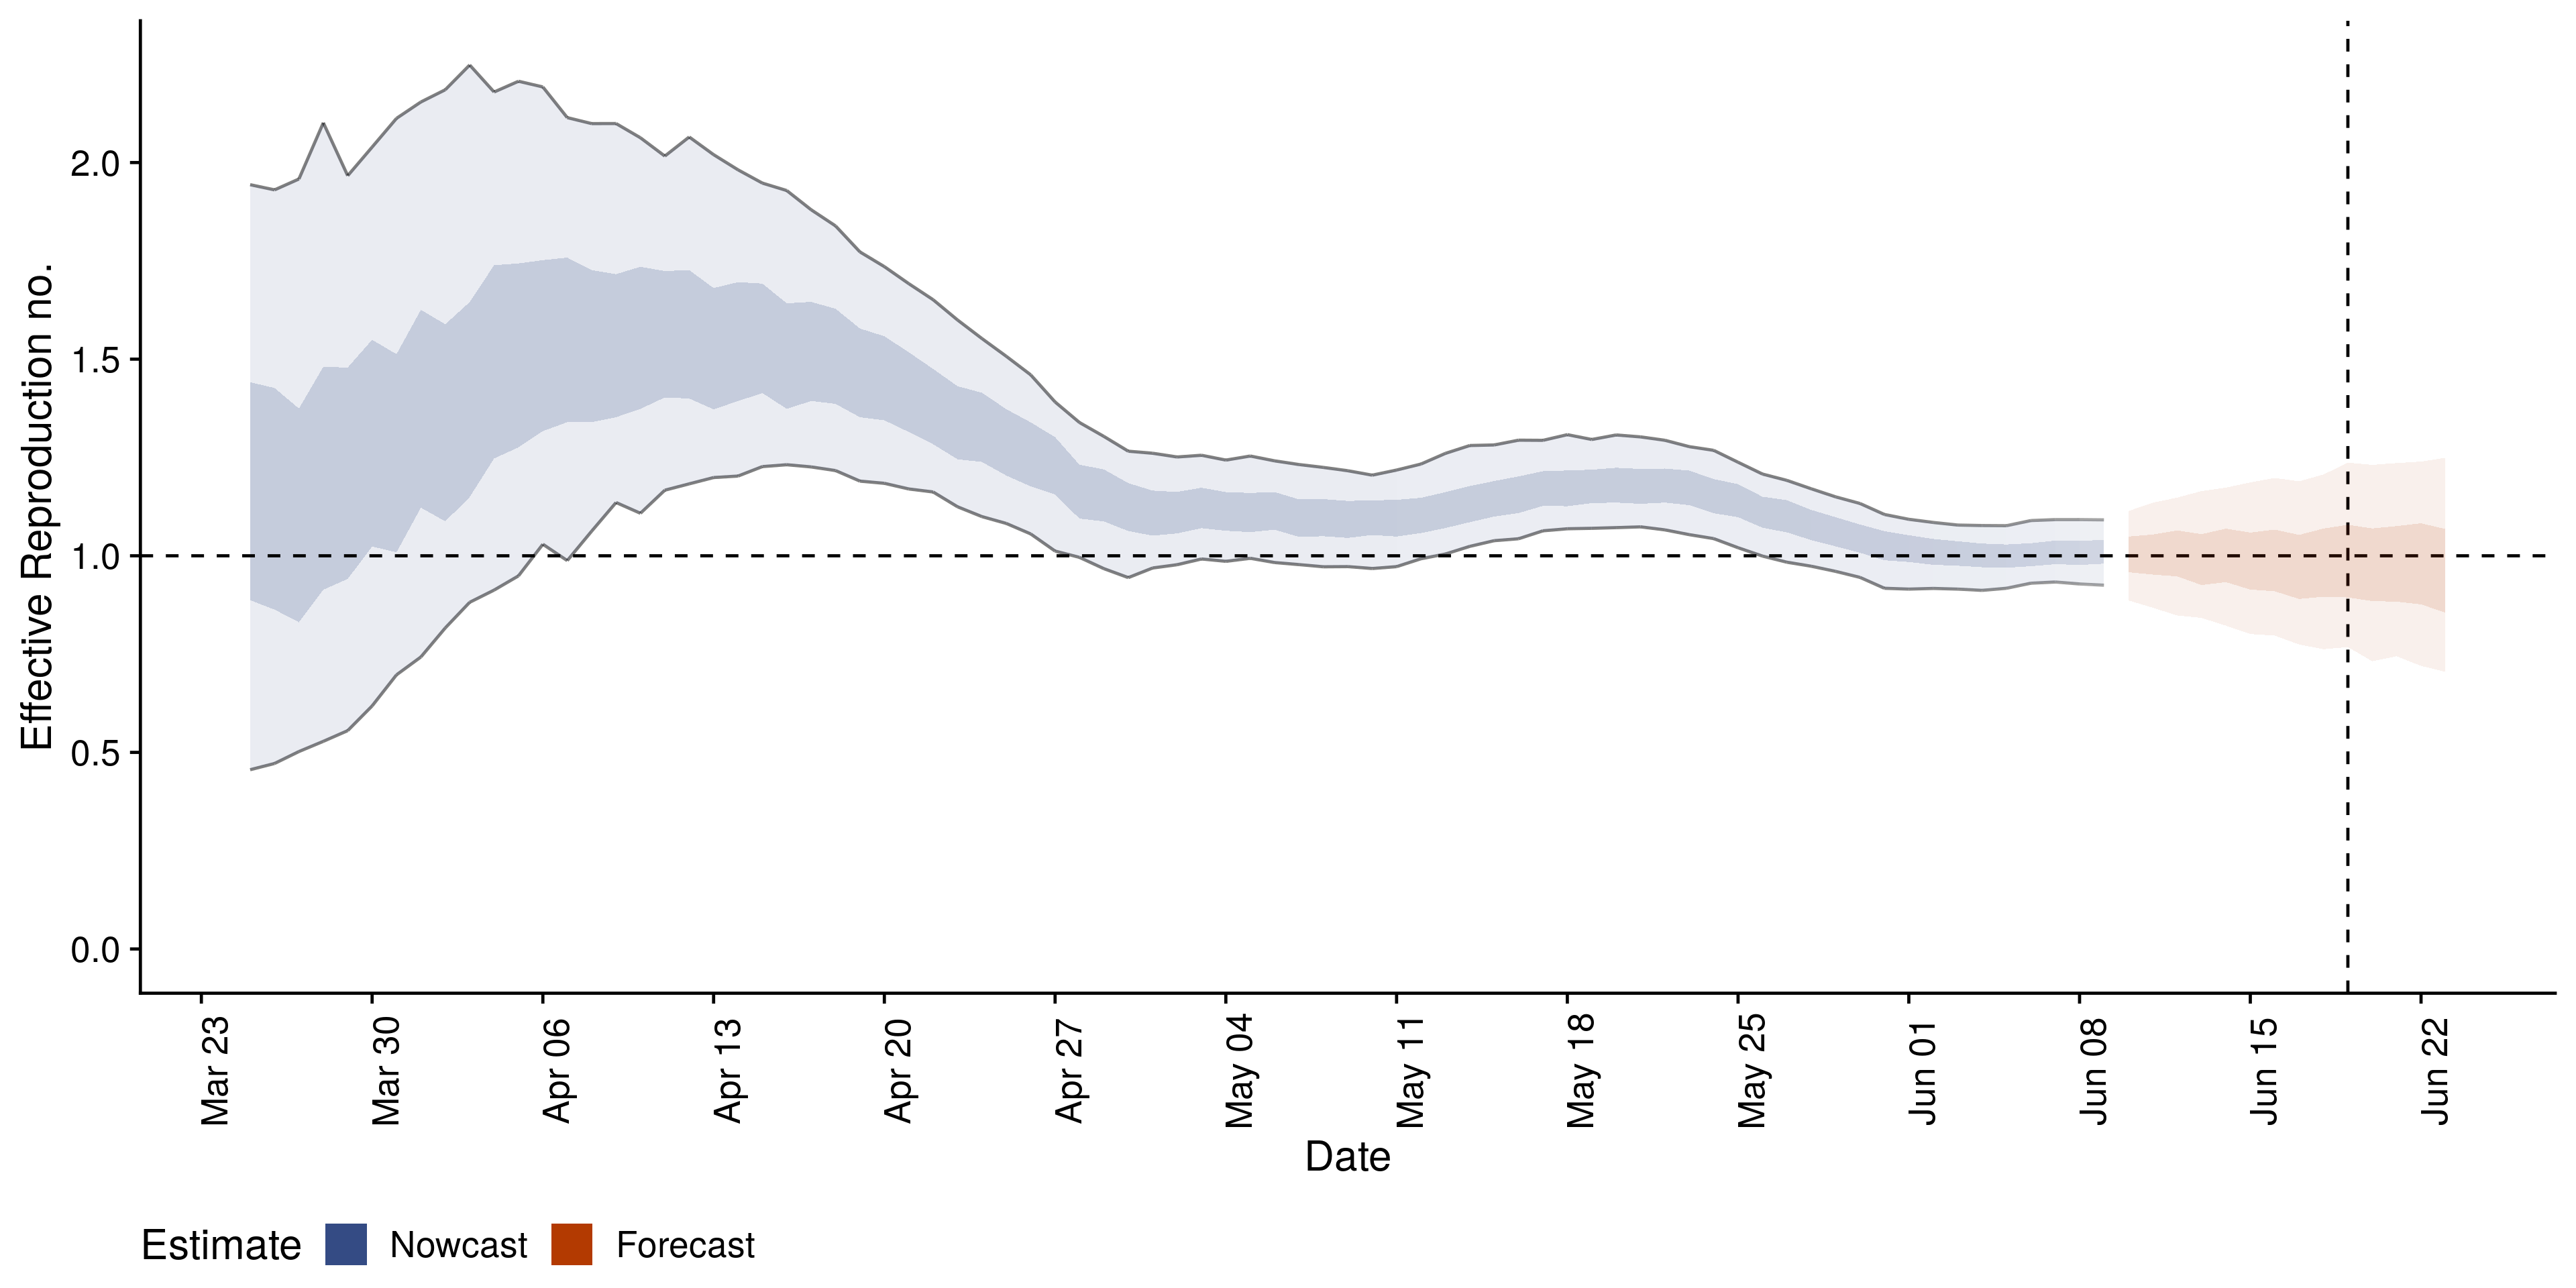 Effective Reproduction no.
2.0
1.5
1.0
0.5
0.0
Mar 23
Mar 30
Apr 06
Apr 13
Apr 20
Apr 27
May 04
May 11
May 18
May 25
Jun 01
Jun 08
Jun 15
Jun 22
Date
Estimate Nowcast Forecast